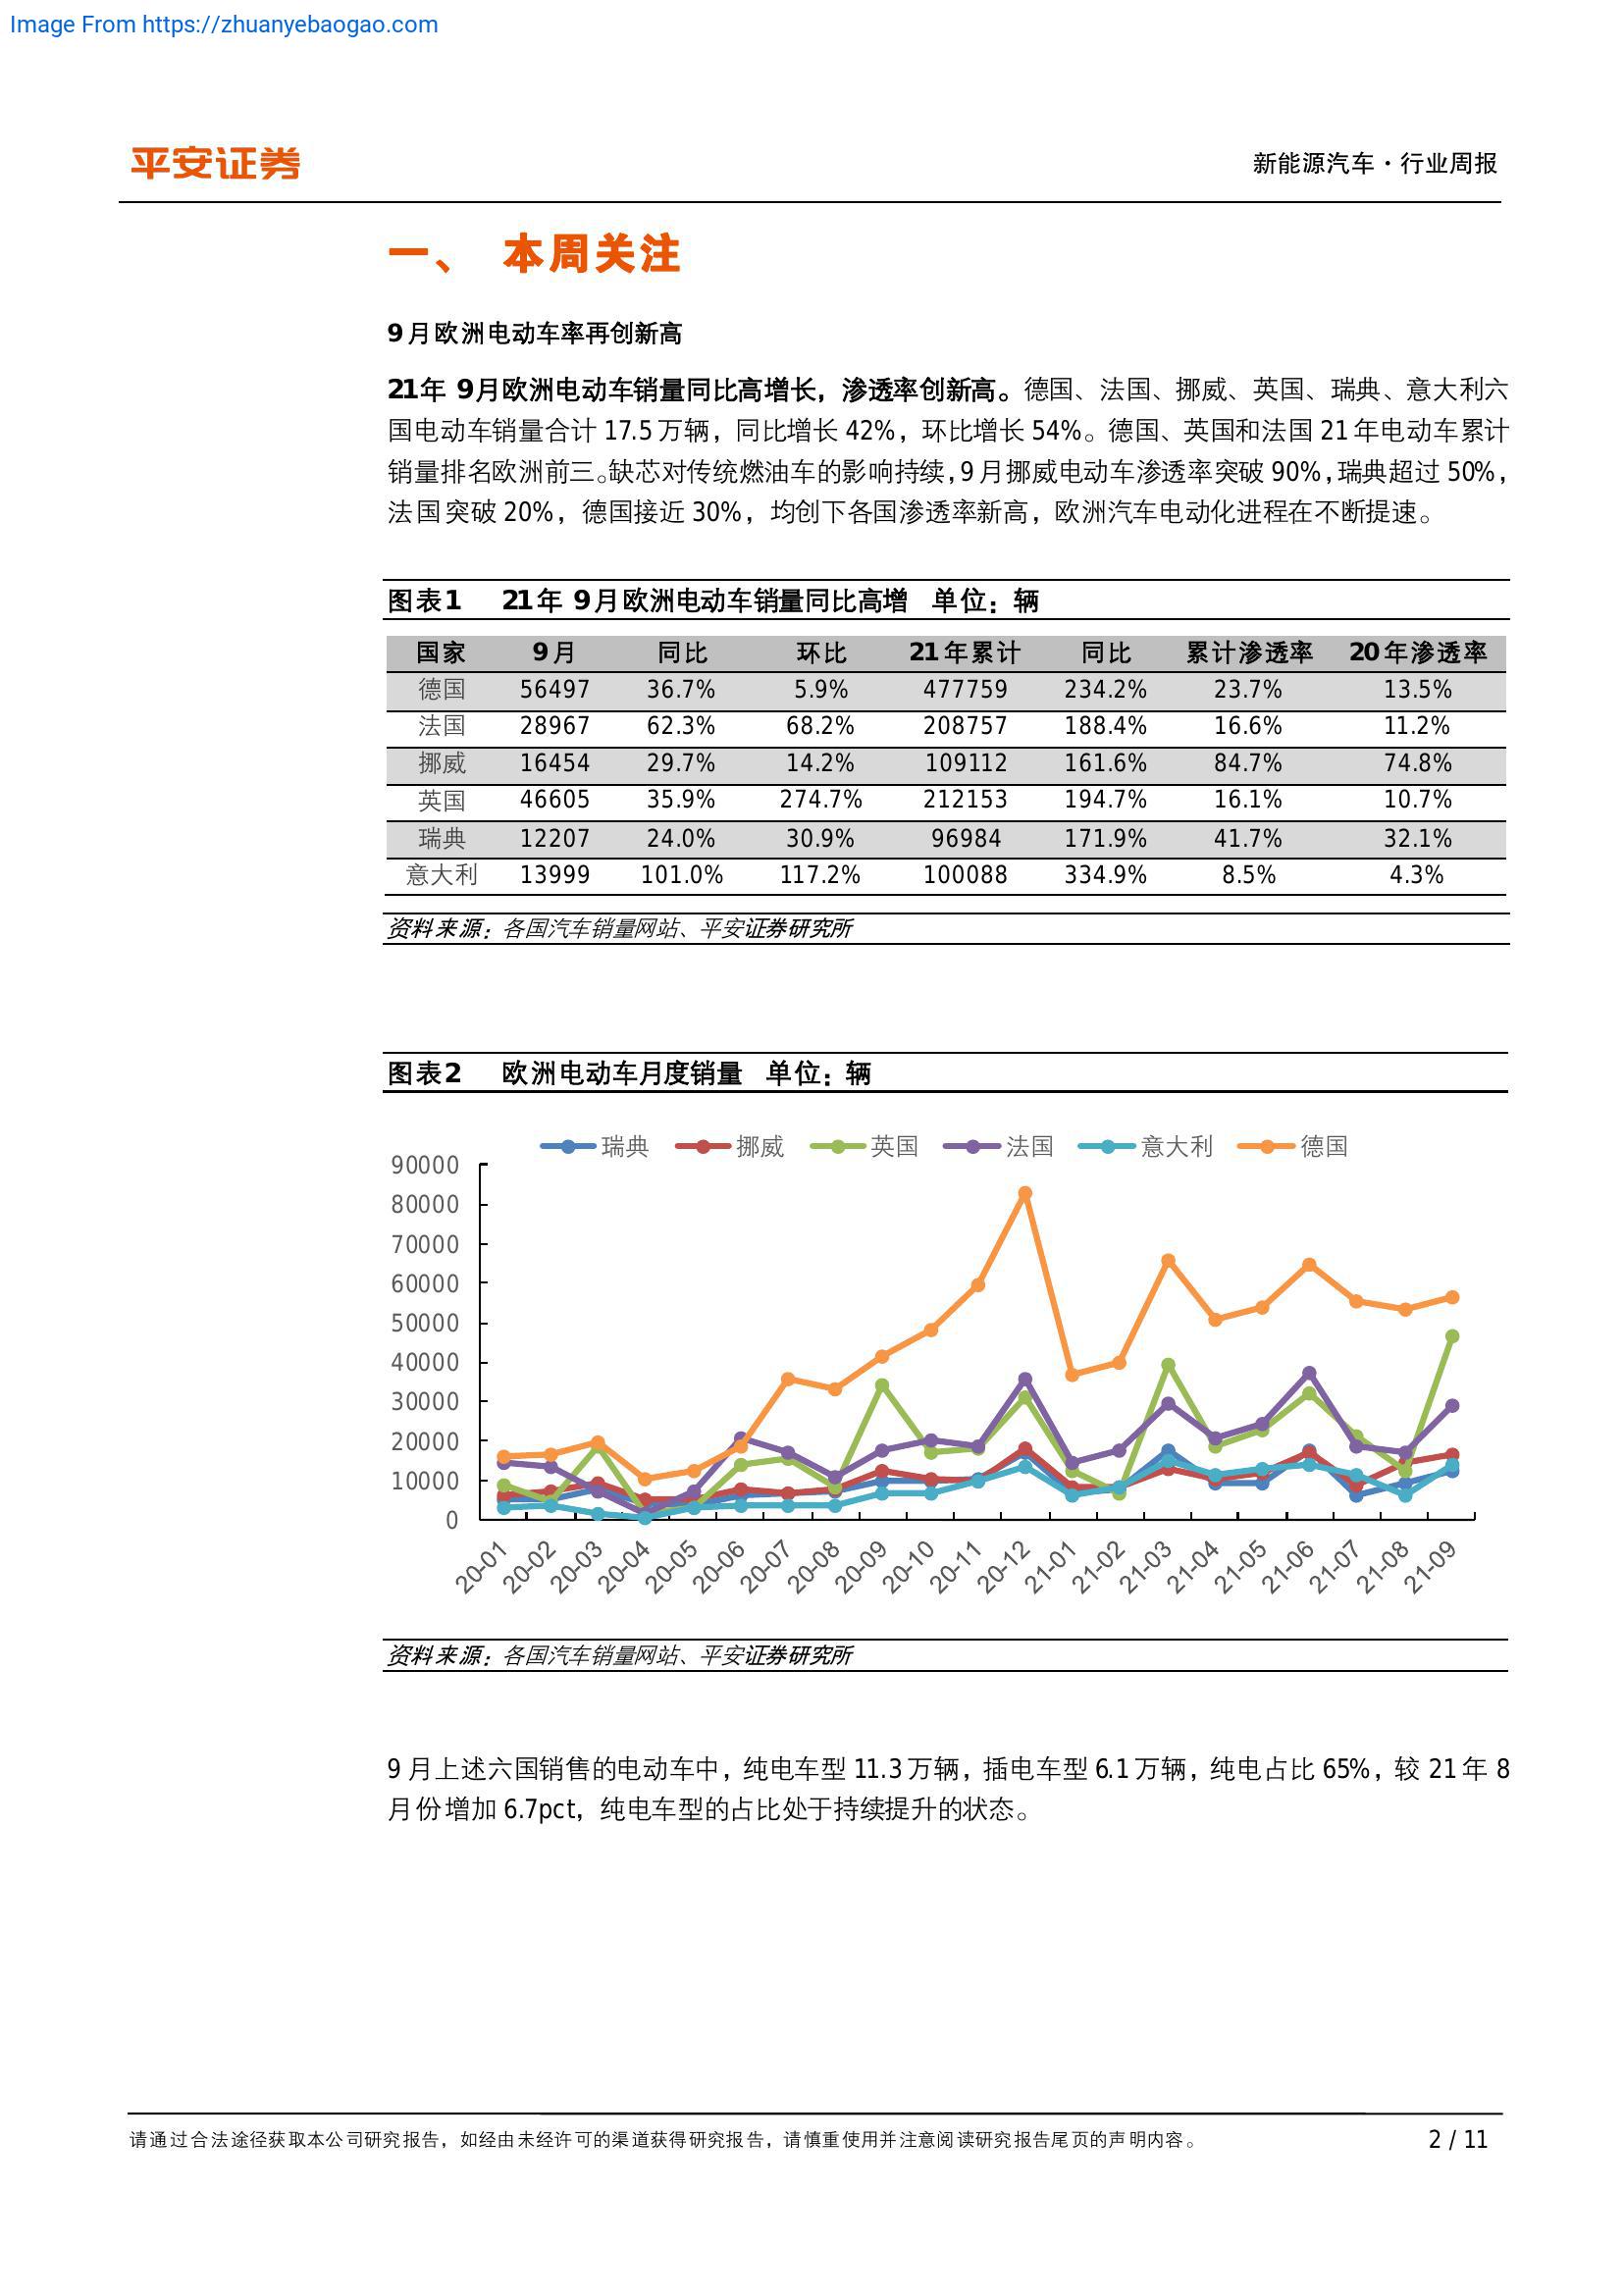 Image From https://zhuanyebaogao.com
平安证券
新能源汽车·行业周报
一、 本周关注
9月欧洲电动车率再创新高
21年 9月欧洲电动车销量同比高增长，渗透率创新高。德国、法国、挪威、英国、瑞典、意大利六
国电动车销量合计 17.5 万辆，同比增长 42%，环比增长 54%。德国、英国和法国 21 年电动车累计
销量排名欧洲前三。缺芯对传统燃油车的影响持续，9 月挪威电动车渗透率突破 90%，瑞典超过 50%，
法国突破 20%，德国接近 30%，均创下各国渗透率新高，欧洲汽车电动化进程在不断提速。
图表1 21年 9月欧洲电动车销量同比高增 单位：辆
国家 9月 同比 环比 21年累计 同比 累计渗透率 20年渗透率
德国 56497 36.7% 5.9% 477759 234.2% 23.7% 13.5%
法国 28967 62.3% 68.2% 208757 188.4% 16.6% 11.2%
挪威 16454 29.7% 14.2% 109112 161.6% 84.7% 74.8%
英国 46605 35.9% 274.7% 212153 194.7% 16.1% 10.7%
瑞典 12207 24.0% 30.9% 96984 171.9% 41.7% 32.1%
意大利 13999 101.0% 117.2% 100088 334.9% 8.5% 4.3%
资料来源：各国汽车销量网站、平安证券研究所
图表2 欧洲电动车月度销量 单位：辆
瑞典 挪威 英国 法国 意大利 德国
90000
80000
70000
60000
50000
40000
30000
20000
10000
0
20-01 20-02 20-03 20-04 20-05 20-06 20-07 20-08 20-09 20-10 20-11 20-12 21-01 21-02 21-03 21-04 21-05 21-06 21-07 21-08 21-09
资料来源：各国汽车销量网站、平安证券研究所
9 月上述六国销售的电动车中，纯电车型 11.3 万辆，插电车型 6.1 万辆，纯电占比 65%，较 21 年 8
月份增加 6.7pct，纯电车型的占比处于持续提升的状态。
请通过合法途径获取本公司研究报告，如经由未经许可的渠道获得研究报告，请慎重使用并注意阅读研究报告尾页的声明内容。
2 / 11